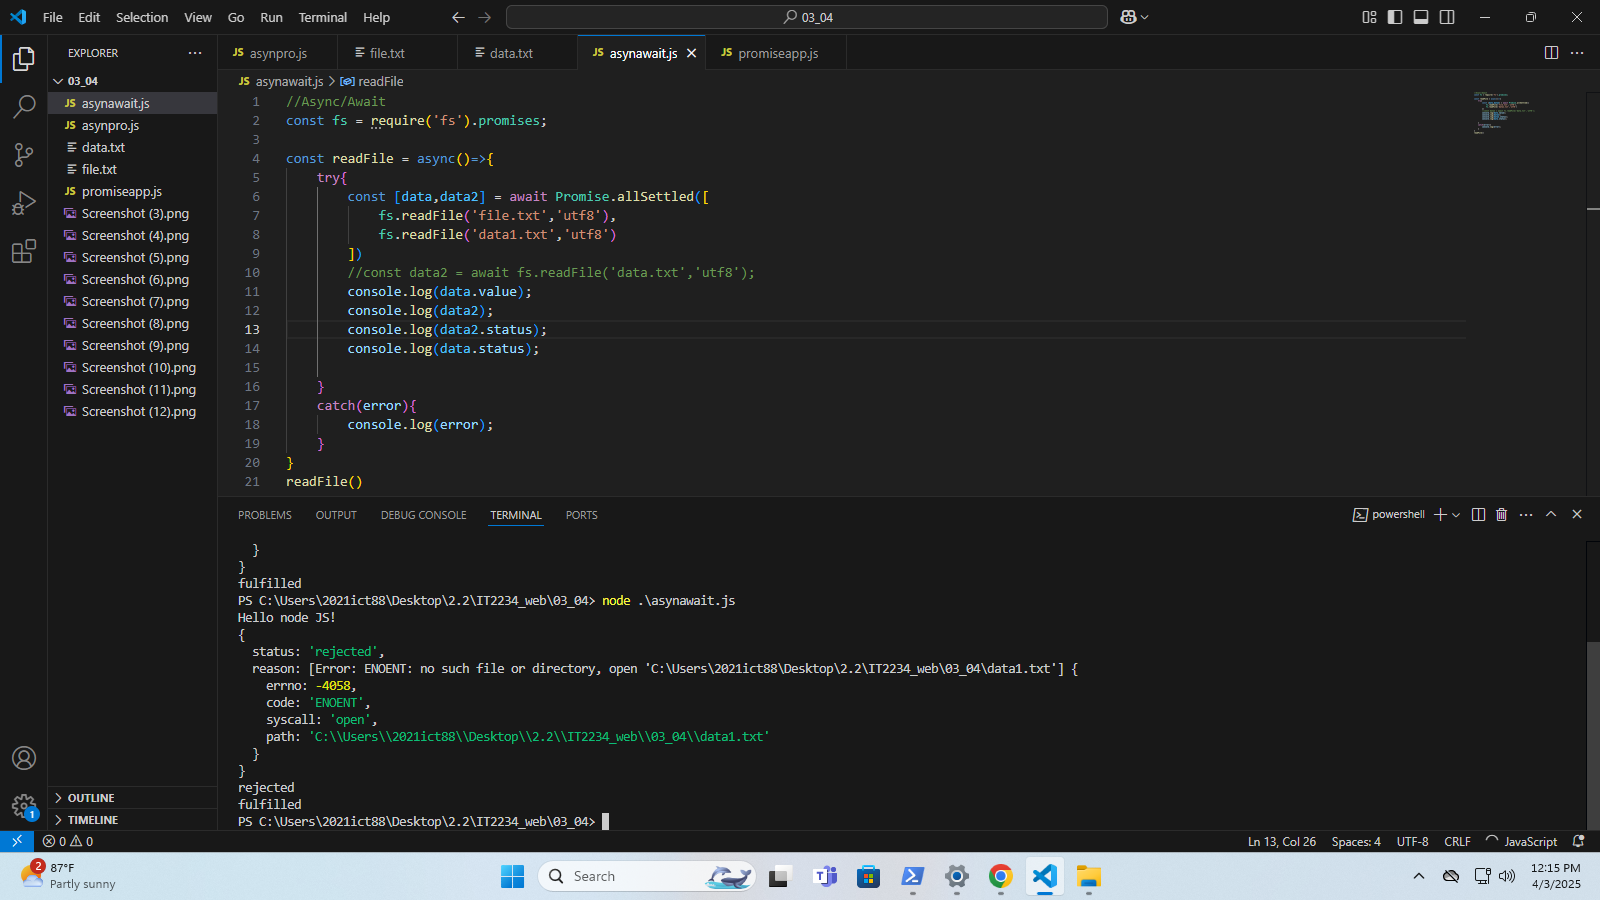 File Edit Selection View Go Run Terminal Help
03_04
EXPLORER
03_04
JS asynawait.js
JS asynpro.js
data.txt
file.txt
JS promiseapp.js
Screenshot (3).png
Screenshot (4).png
Screenshot (5).png
Screenshot (6).png
Screenshot (7).png
Screenshot (8).png
Screenshot (9).png
Screenshot (10).png
Screenshot (11).png
Screenshot (12).png
OUTLINE
TIMELINE
1
JS asynpro.js file.txt data.txt JS asynawait.js JS promiseapp.js
JS asynawait.js > readFile
1 //Async/Await
2 const fs = require('fs').promises;
3
4 const readFile = async()=>{
5 try{
6 const [data,data2] = await Promise.allSettled([
7 fs.readFile('file.txt','utf8'),
8 fs.readFile('data1.txt','utf8')
9 ])
10 //const data2 = await fs.readFile('data.txt','utf8');
11 console.log(data.value);
12 console.log(data2);
13 console.log(data2.status);
14 console.log(data.status);
15
16 }
17 catch(error){
18 console.log(error);
19 }
20 }
21 readFile()
PROBLEMS OUTPUT DEBUG CONSOLE TERMINAL PORTS
powershell
}
}
fulfilled
PS C:\Users\2021ict88\Desktop\2.2\IT2234_web\03_04> node .\asynawait.js
Hello node JS!
{
status: 'rejected',
reason: [Error: ENOENT: no such file or directory, open 'C:\Users\2021ict88\Desktop\2.2\IT2234_web\03_04\data1.txt'] {
errno: -4058,
code: 'ENOENT',
syscall: 'open',
path: 'C:\\Users\\2021ict88\\Desktop\\2.2\\IT2234_web\\03_04\\data1.txt'
}
}
rejected
fulfilled
PS C:\Users\2021ict88\Desktop\2.2\IT2234_web\03_04>
0 0
Ln 13, Col 26 Spaces: 4 UTF-8 CRLF JavaScript
2
87°F
Partly sunny
Search
12:15 PM
4/3/2025